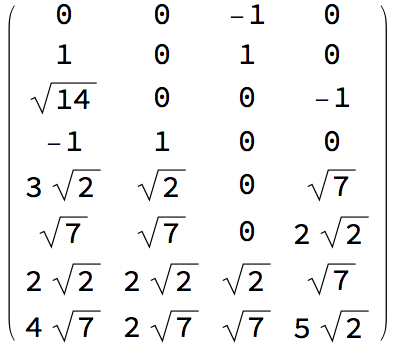 0 0 -1 0
1 0 1 0
√14 0 0 -1
-1 1 0 0
3 √2 √2 0 √7
√7 √7 0 2 √2
2 √2 2 √2 √2 √7
4 √7 2 √7 √7 5 √2